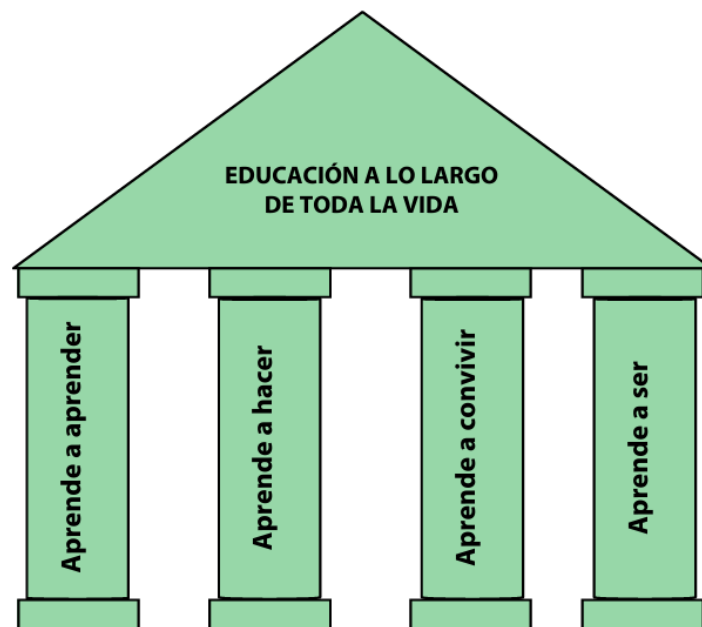 EDUCACIÓN A LO LARGO
DE TODA LA VIDA
Aprende a aprender
Aprende a hacer
Aprende a convivir
Aprende a ser